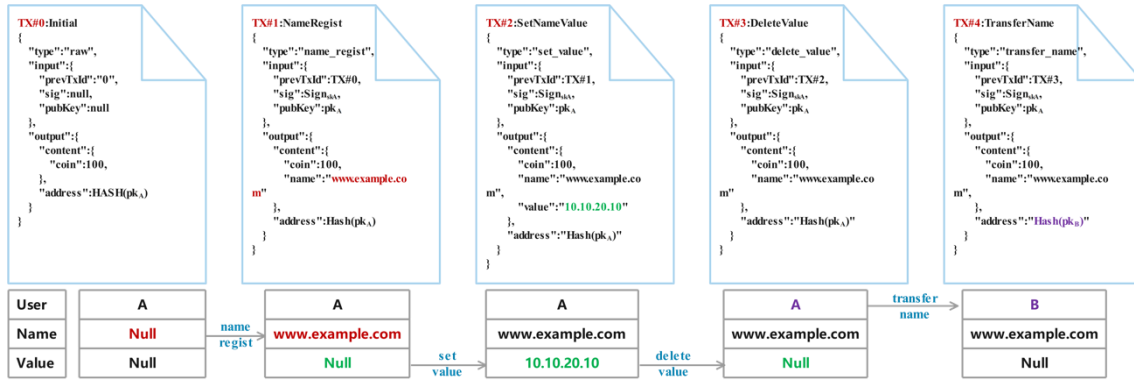 TX#0:Initial
{
"type":"raw",
"input":{
"prevTxId":"0",
"sig":null,
"pubKey":null
},
"output":{
"content":{
"coin":100,
},
"address":HASH(pkA)
}
}
TX#1:NameRegist
{
"type":"name_regist",
"input":{
"prevTxId":TX#0,
"sig":SignskA,
"pubKey":pkA
},
"output":{
"content":{
"coin":100,
"name":"www.example.co
m"
},
"address":Hash(pkA)
}
}
TX#2:SetNameValue
{
"type":"set_value",
"input":{
"prevTxId":TX#1,
"sig":SignskA,
"pubKey":pkA
},
"output":{
"content":{
"coin":100,
"name":"www.example.co
m",
"value":"10.10.20.10"
},
"address":"Hash(pkA)"
}
}
TX#3:DeleteValue
{
"type":"delete_value",
"input":{
"prevTxId":TX#2,
"sig":SignskA,
"pubKey":pkA
},
"output":{
"content":{
"coin":100,
"name":"www.example.co
m"
},
"address":"Hash(pkA)"
}
}
TX#4:TransferName
{
"type":"transfer_name",
"input":{
"prevTxId":TX#3,
"sig":SignskA,
"pubKey":pkA
},
"output":{
"content":{
"coin":100,
"name":"www.example.co
m",
},
"address":"Hash(pkB)"
}
}
User A A A A transfer name B
Name Null name regist www.example.com www.example.com www.example.com www.example.com
Value Null Null set value 10.10.20.10 delete value Null Null